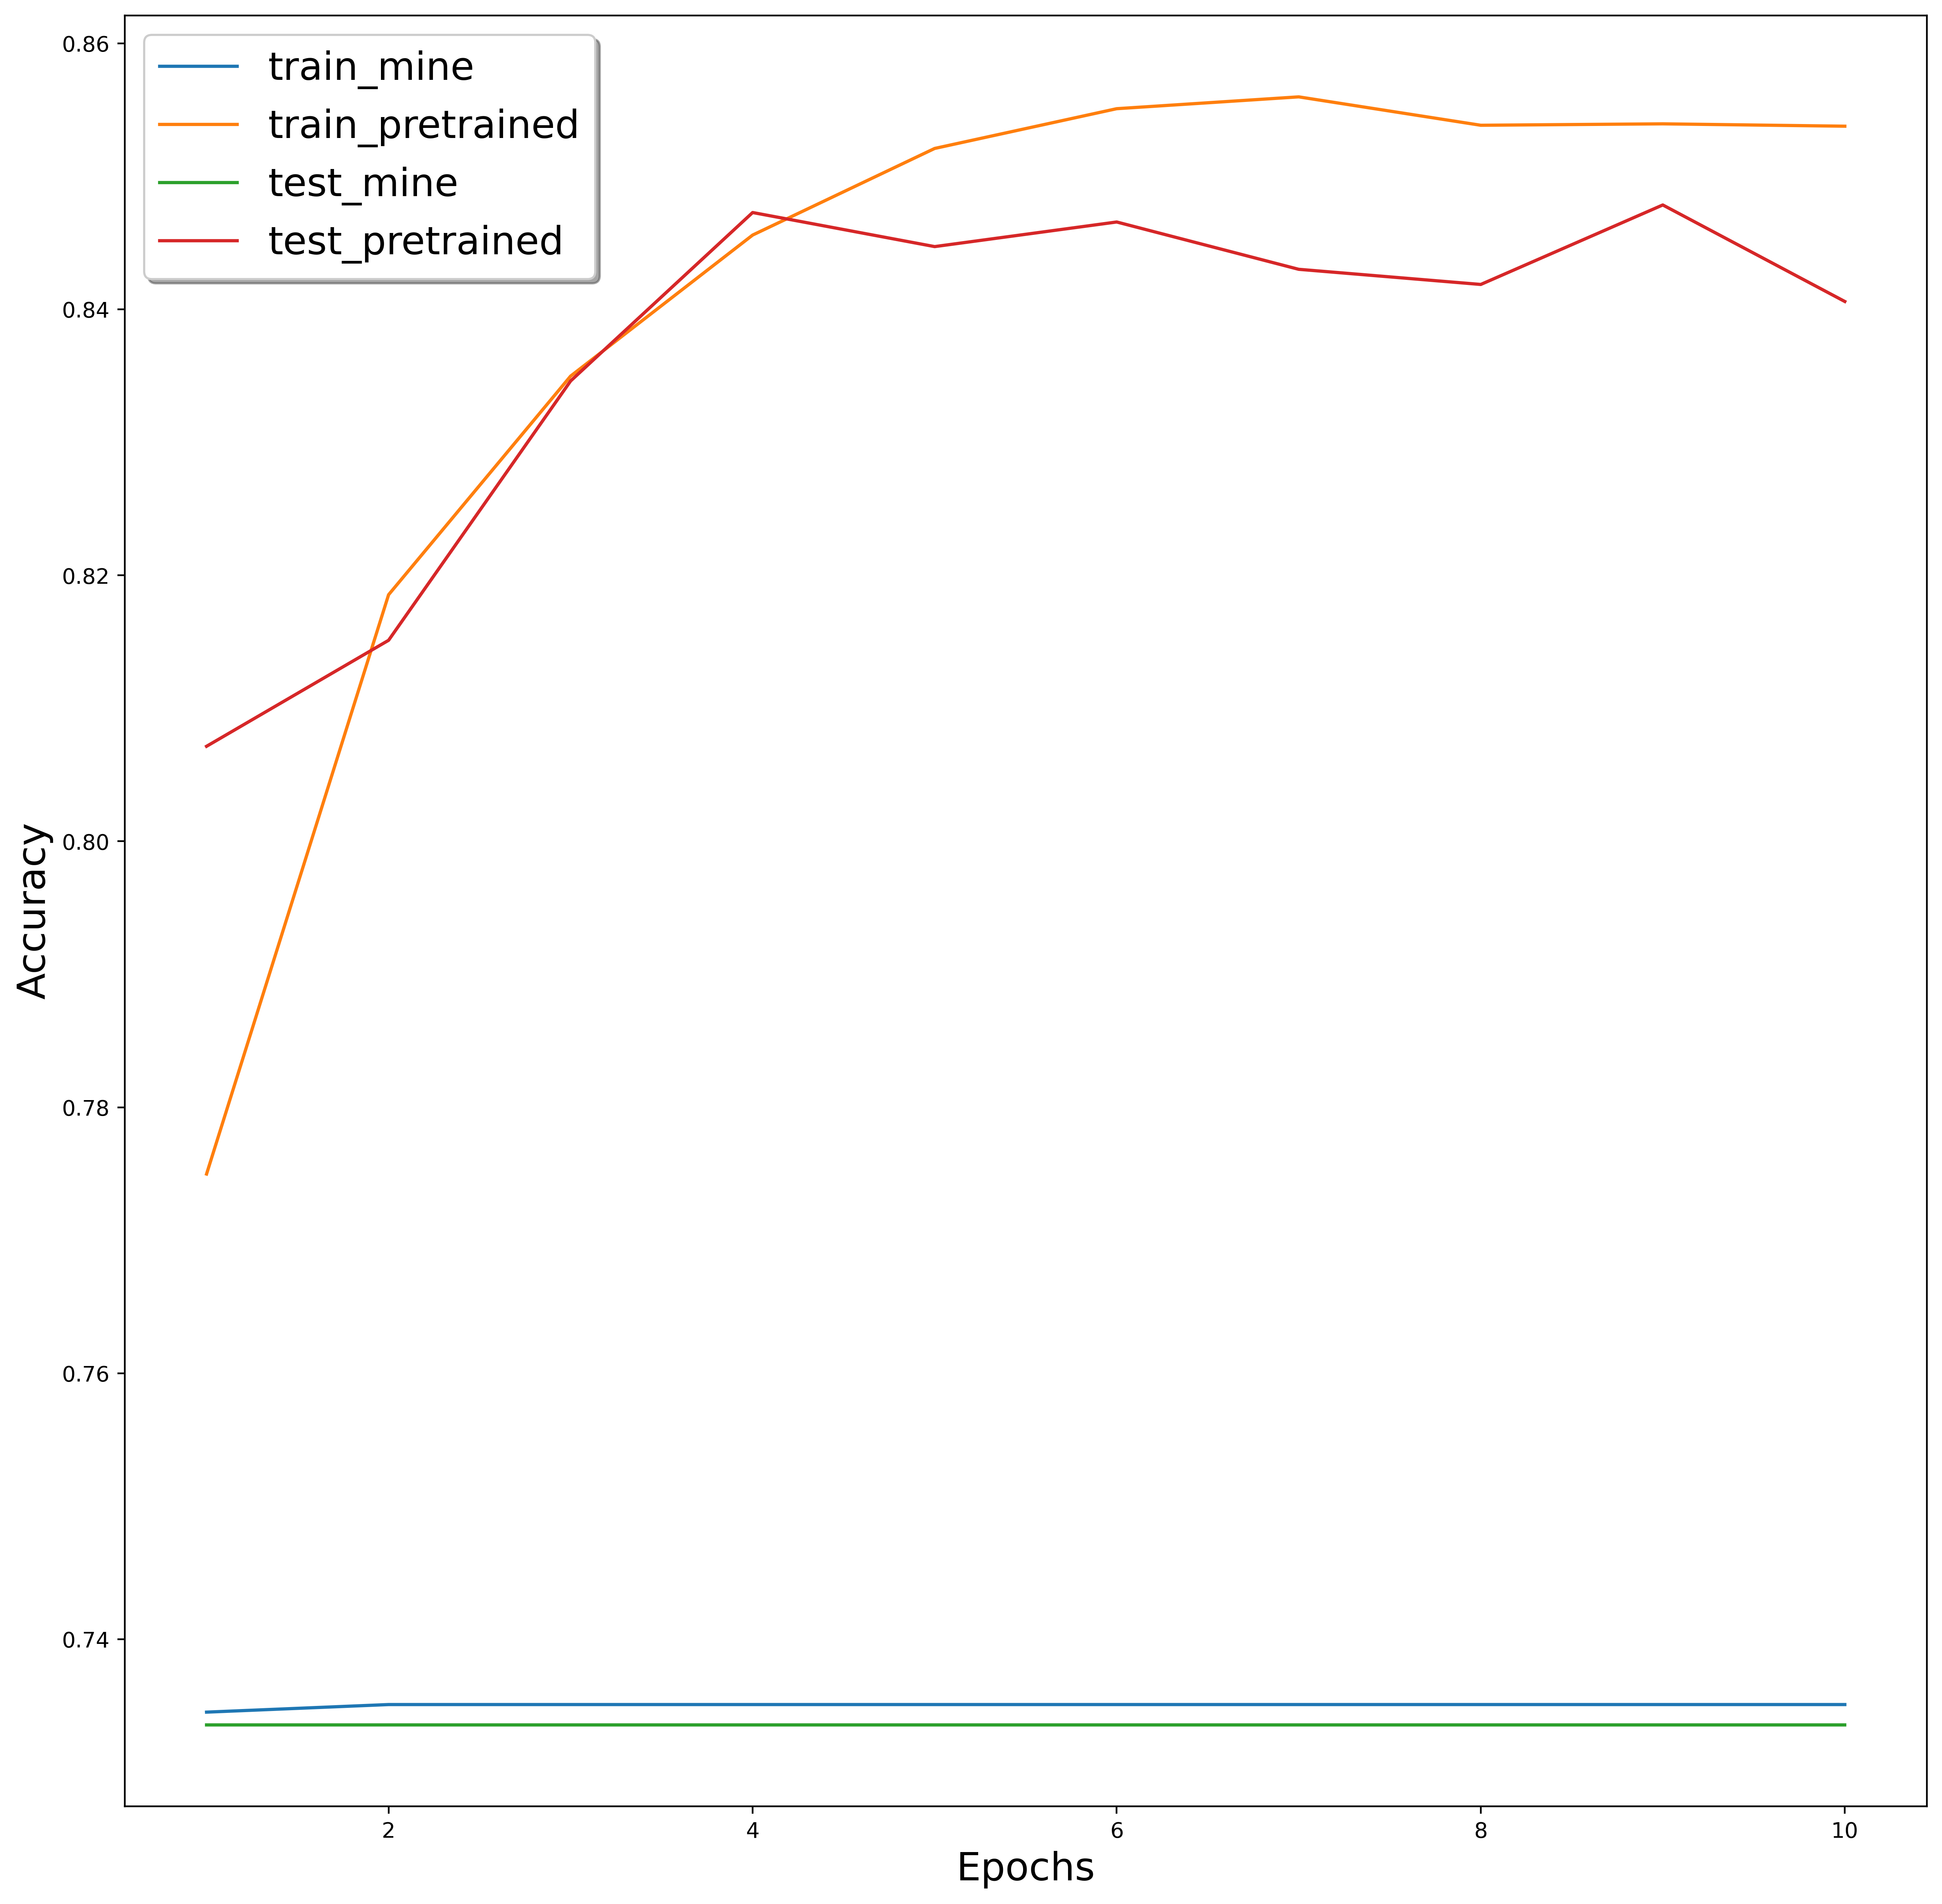 train_mine
train_pretrained
test_mine
test_pretrained
0.86
0.84
0.82
0.80
0.78
0.76
0.74
Accuracy
2 4 6 8 10
Epochs